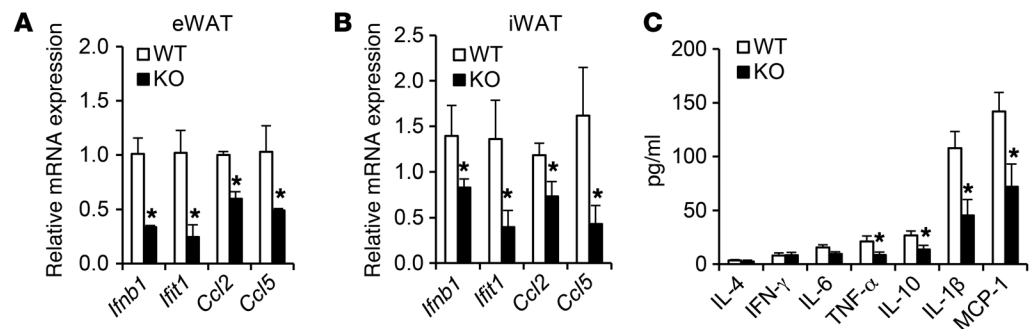 A
eWAT
Relative mRNA expression
2.0
1.5
1.0
0.5
0.0
WT
KO
*
*
*
*
Ifnb1
Ifit1
Ccl2
Ccl5
B
iWAT
Relative mRNA expression
2.5
2.0
1.5
1.0
0.5
0.0
WT
KO
*
*
*
*
Ifnb1
Ifit1
Ccl2
Ccl5
C
pg/ml
200
150
100
50
0
WT
KO
*
*
*
*
IL-4
IFN-γ
IL-6
TNF-α
IL-10
IL-1β
MCP-1